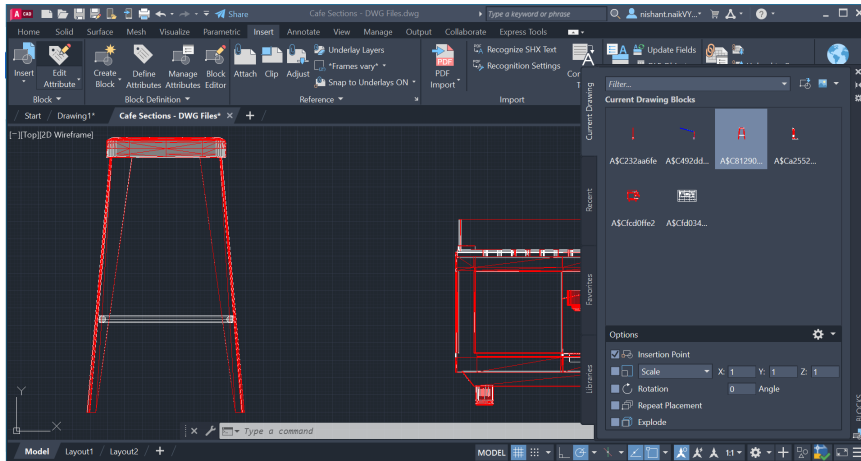 A CAD Share Cafe Sections - DWG Files.dwg Type a keyword or phrase nishant.naikVY...
Home Solid Surface Mesh Visualize Parametric Insert Annotate View Manage Output Collaborate Express Tools
Insert Edit Attribute Create Block Define Attributes Manage Attributes Block Editor Attach Clip Adjust
Underlay Layers
*Frames vary*
Snap to Underlays ON
PDF
PDF Import
Recognize SHX Text
Recognition Settings
Update Fields
Block Block Definition Reference Import
Start Drawing1* Cafe Sections - DWG Files*
[−][Top][2D Wireframe]
Current Drawing
Recent
Favorites
Libraries
Filter...
Current Drawing Blocks
A$C232aa6fe A$C492dd... A$C81290... A$Ca2552...
A$Cfcd0ffe2 A$Cfd034...
Options
Insertion Point
Scale X: 1 Y: 1 Z: 1
Rotation 0 Angle
Repeat Placement
Explode
BLOCKS
Y
X
Type a command
Model Layout1 Layout2 MODEL 1:1